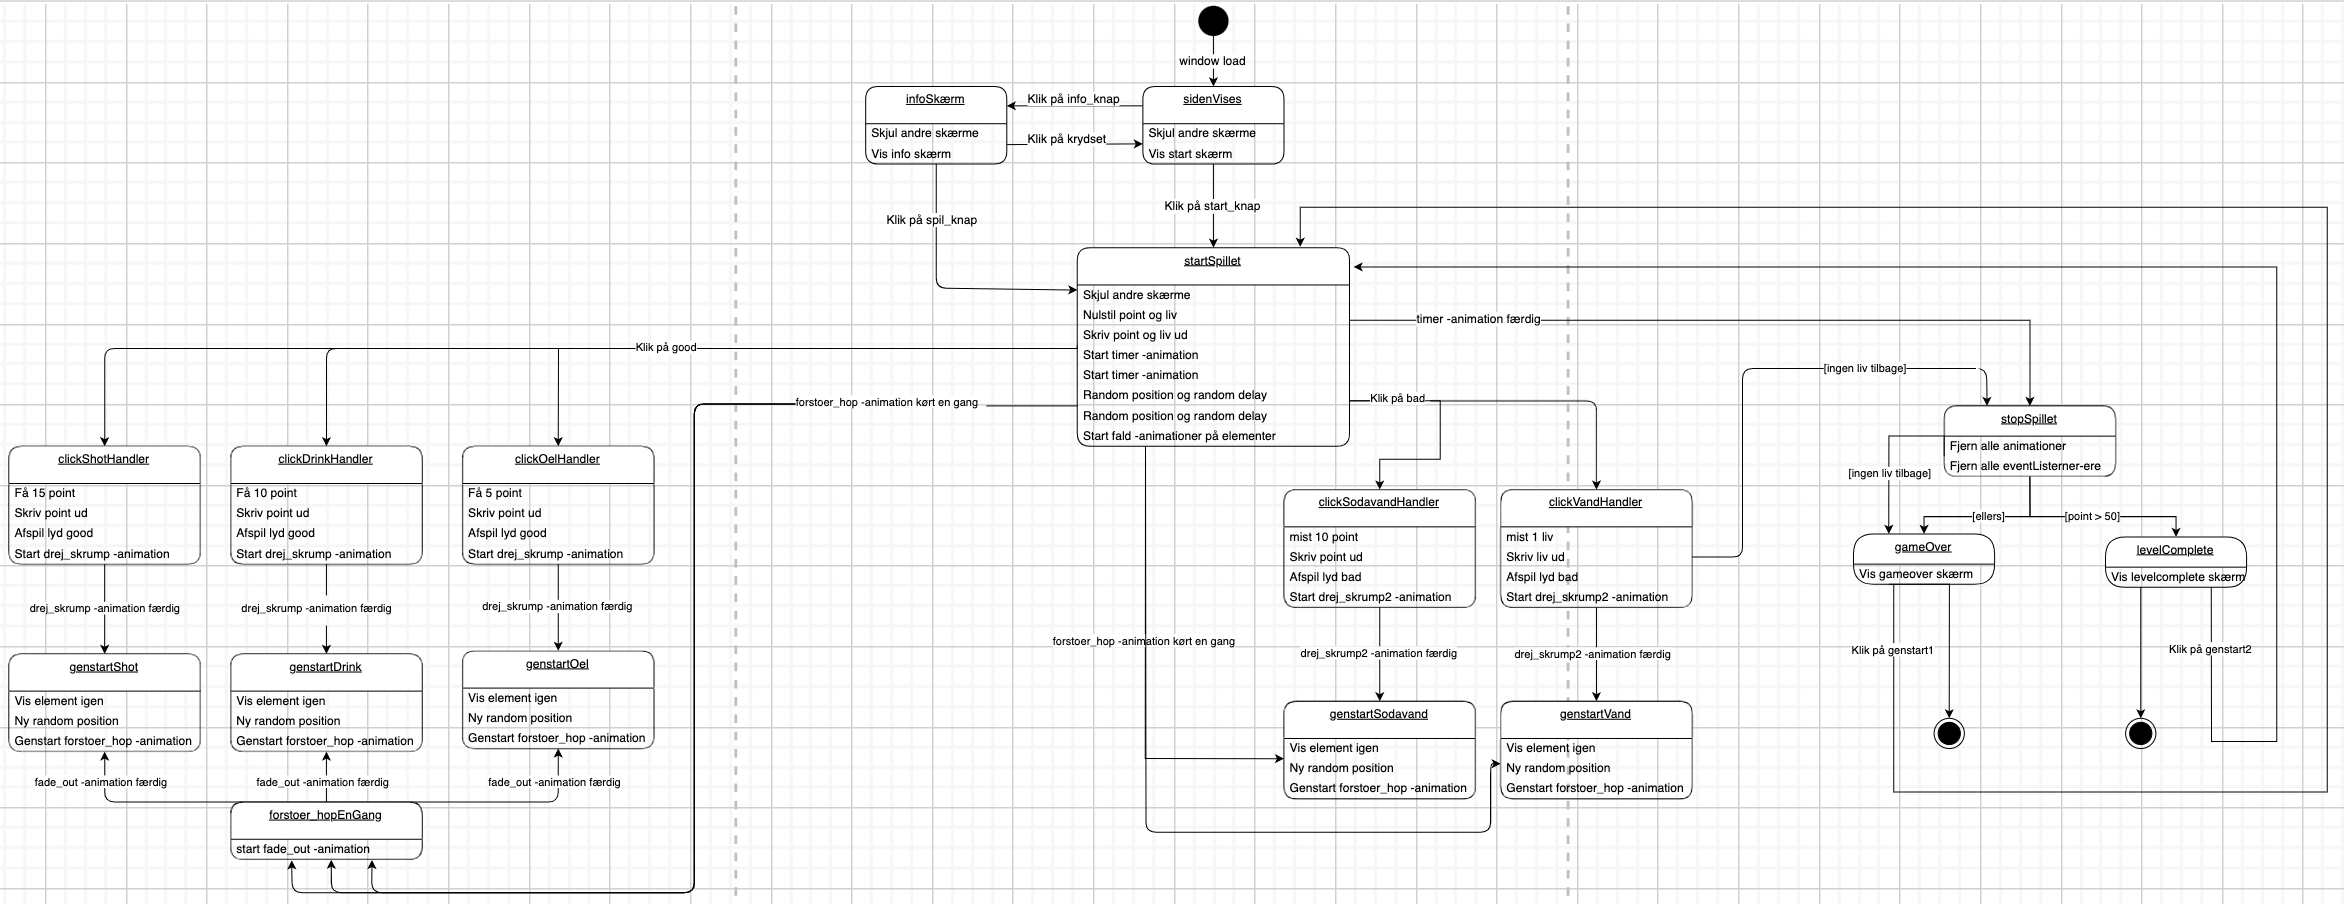 window load
infoSkærm
Skjul andre skærme
Vis info skærm
Klik på info_knap
Klik på krydset
sidenVises
Skjul andre skærme
Vis start skærm
Klik på spil_knap
Klik på start_knap
startSpillet
Skjul andre skærme
Nulstil point og liv
Skriv point og liv ud
Start timer -animation
Start timer -animation
Random position og random delay
Random position og random delay
Start fald -animationer på elementer
timer -animation færdig
Klik på good
forstoer_hop -animation kørt en gang
Klik på bad
[ingen liv tilbage]
stopSpillet
Fjern alle animationer
Fjern alle eventListerner-ere
[ingen liv tilbage]
[ellers]
[point > 50]
gameOver
Vis gameover skærm
levelComplete
Vis levelcomplete skærm
Klik på genstart1
Klik på genstart2
clickShotHandler
Få 15 point
Skriv point ud
Afspil lyd good
Start drej_skrump -animation
clickDrinkHandler
Få 10 point
Skriv point ud
Afspil lyd good
Start drej_skrump -animation
clickOelHandler
Få 5 point
Skriv point ud
Afspil lyd good
Start drej_skrump -animation
clickSodavandHandler
mist 10 point
Skriv point ud
Afspil lyd bad
Start drej_skrump2 -animation
clickVandHandler
mist 1 liv
Skriv liv ud
Afspil lyd bad
Start drej_skrump2 -animation
drej_skrump -animation færdig
drej_skrump -animation færdig
drej_skrump -animation færdig
forstoer_hop -animation kørt en gang
drej_skrump2 -animation færdig
drej_skrump2 -animation færdig
genstartShot
Vis element igen
Ny random position
Genstart forstoer_hop -animation
genstartDrink
Vis element igen
Ny random position
Genstart forstoer_hop -animation
genstartOel
Vis element igen
Ny random position
Genstart forstoer_hop -animation
genstartSodavand
Vis element igen
Ny random position
Genstart forstoer_hop -animation
genstartVand
Vis element igen
Ny random position
Genstart forstoer_hop -animation
fade_out -animation færdig
fade_out -animation færdig
fade_out -animation færdig
forstoer_hopEnGang
start fade_out -animation